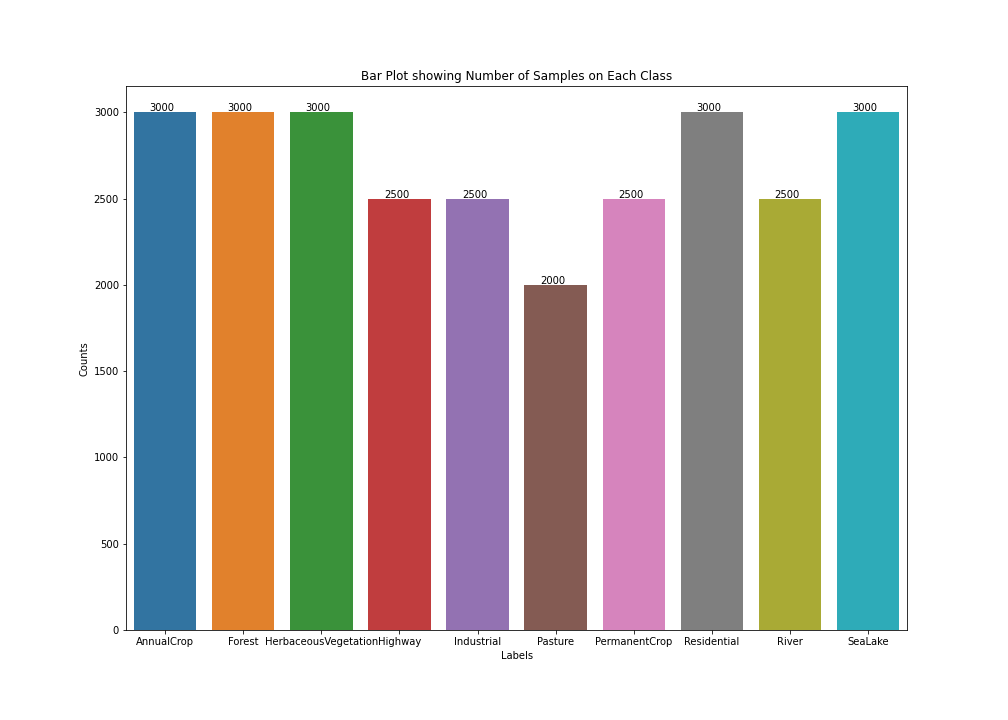 Bar Plot showing Number of Samples on Each Class
3000 3000 3000 2500 2500 2000 2500 3000 2500 3000
3000
2500
2000
1500
1000
500
0
Counts
AnnualCrop Forest HerbaceousVegetation Highway Industrial Pasture PermanentCrop Residential River SeaLake
Labels